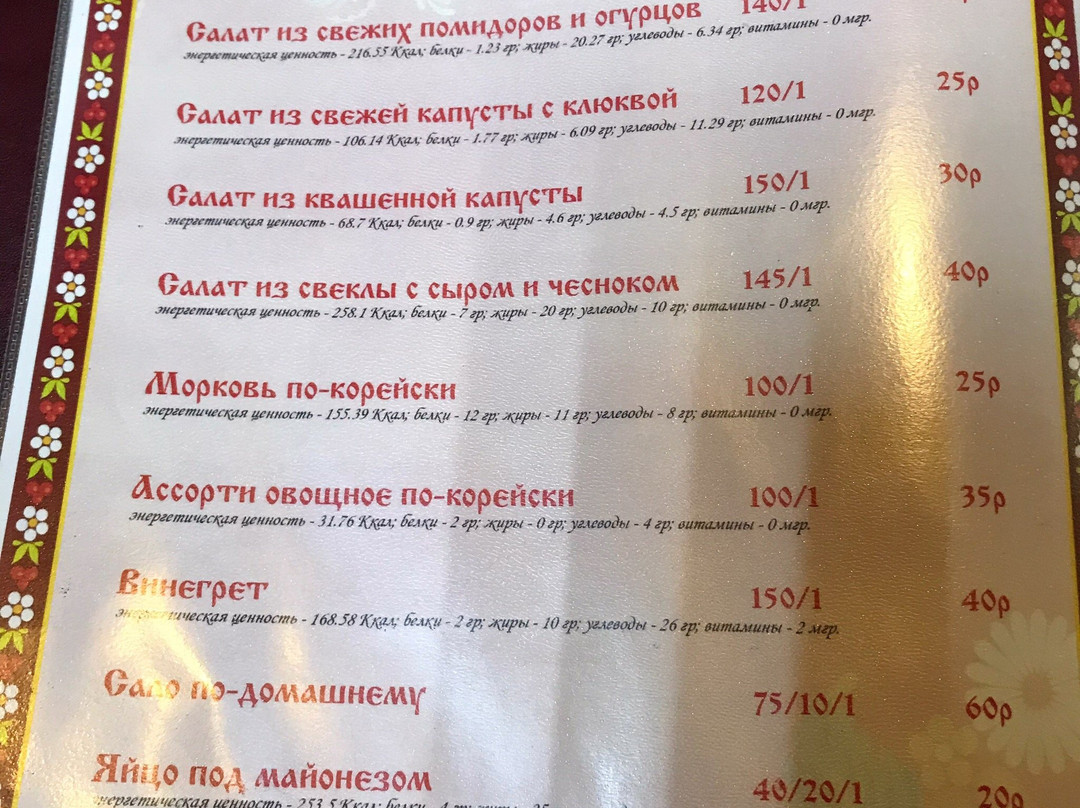 Салат из свежих помидоров и огурцов 140/1
энергетическая ценность - 216.55 Ккал; белки - 1.23 гр; жиры - 20.27 гр; углеводы - 6.34 гр; витамины - 0 мгр.
Салат из свежей капусты с клюквой 120/1 25р
энергетическая ценность - 106.14 Ккал; белки - 1.77 гр; жиры - 6.09 гр; углеводы - 11.29 гр; витамины - 0 мгр.
Салат из квашенной капусты 150/1 30р
энергетическая ценность - 68.7 Ккал; белки - 0.9 гр; жиры - 4.6 гр; углеводы - 4.5 гр; витамины - 0 мгр.
Салат из свеклы с сыром и чесноком 145/1 40р
энергетическая ценность - 258.1 Ккал; белки - 7 гр; жиры - 20 гр; углеводы - 10 гр; витамины - 0 мгр.
Морковь по-корейски 100/1 25р
энергетическая ценность - 155.39 Ккал; белки - 12 гр; жиры - 11 гр; углеводы - 8 гр; витамины - 0 мгр.
Ассорти овощное по-корейски 100/1 35р
энергетическая ценность - 31.76 Ккал; белки - 2 гр; жиры - 0 гр; углеводы - 4 гр; витамины - 0 мгр.
Винегрет 150/1 40р
энергетическая ценность - 168.58 Ккал; белки - 2 гр; жиры - 10 гр; углеводы - 26 гр; витамины - 2 мгр.
Сало по-домашнему 75/10/1 60р
Яйцо под майонезом 40/20/1 20р
энергетическая ценность - 253.5 Ккал; белки